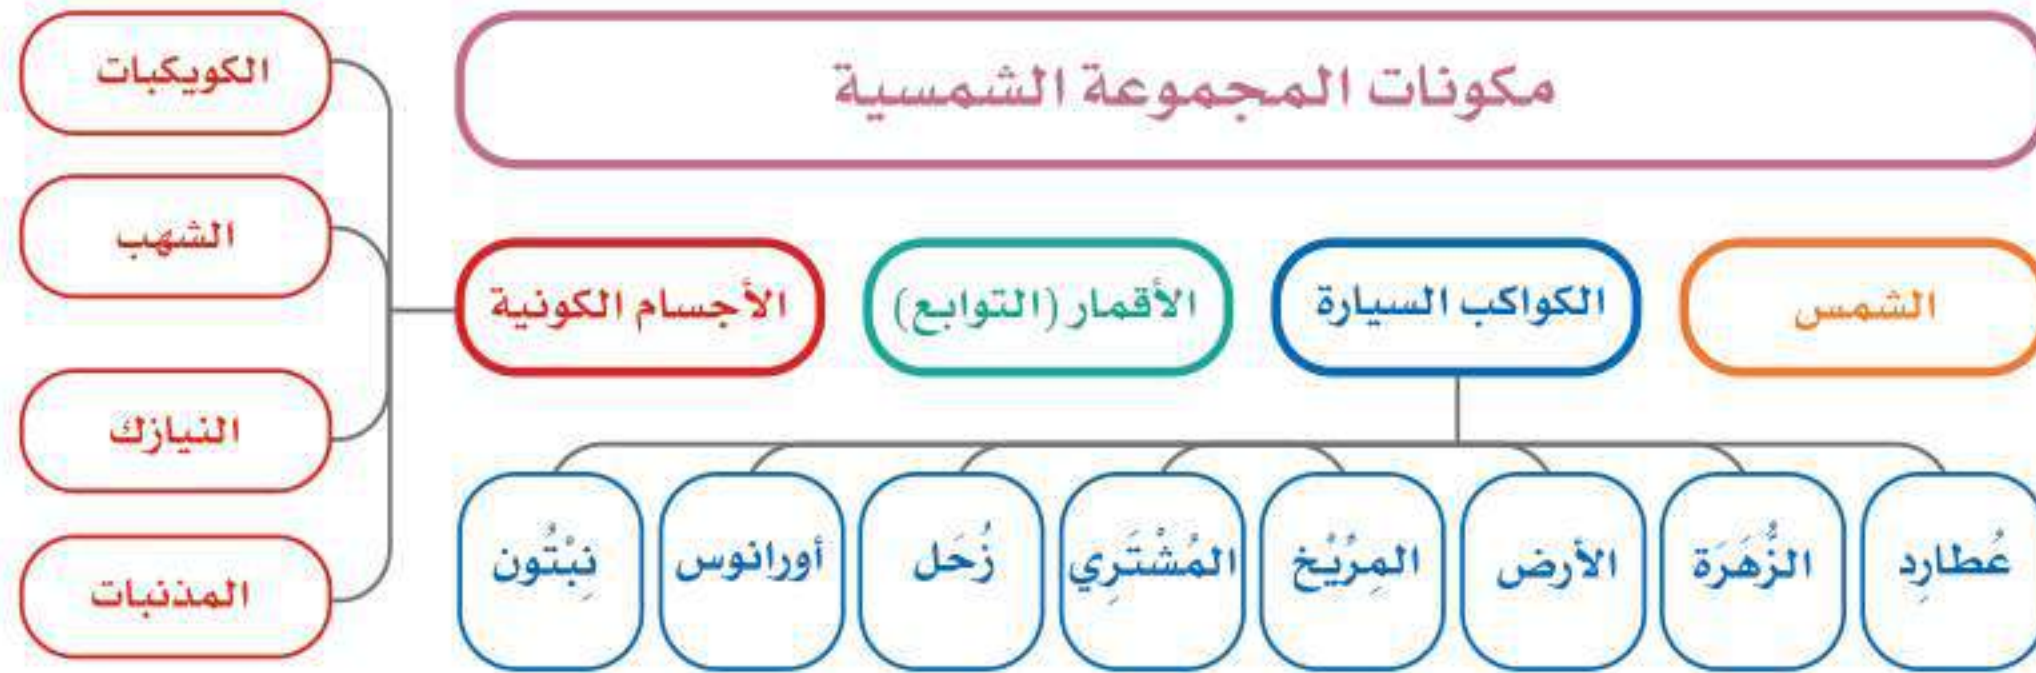 مكونات المجموعة الشمسية
الشمس
الكواكب السيارة
الأقمار (التوابع)
الأجسام الكونية
عُطارِد
الزُّهَرَة
الأرض
المِرِّيْخ
المُشْتَرِي
زُحَل
أورانوس
نِبْتُون
الكويكبات
الشهب
النيازك
المذنبات